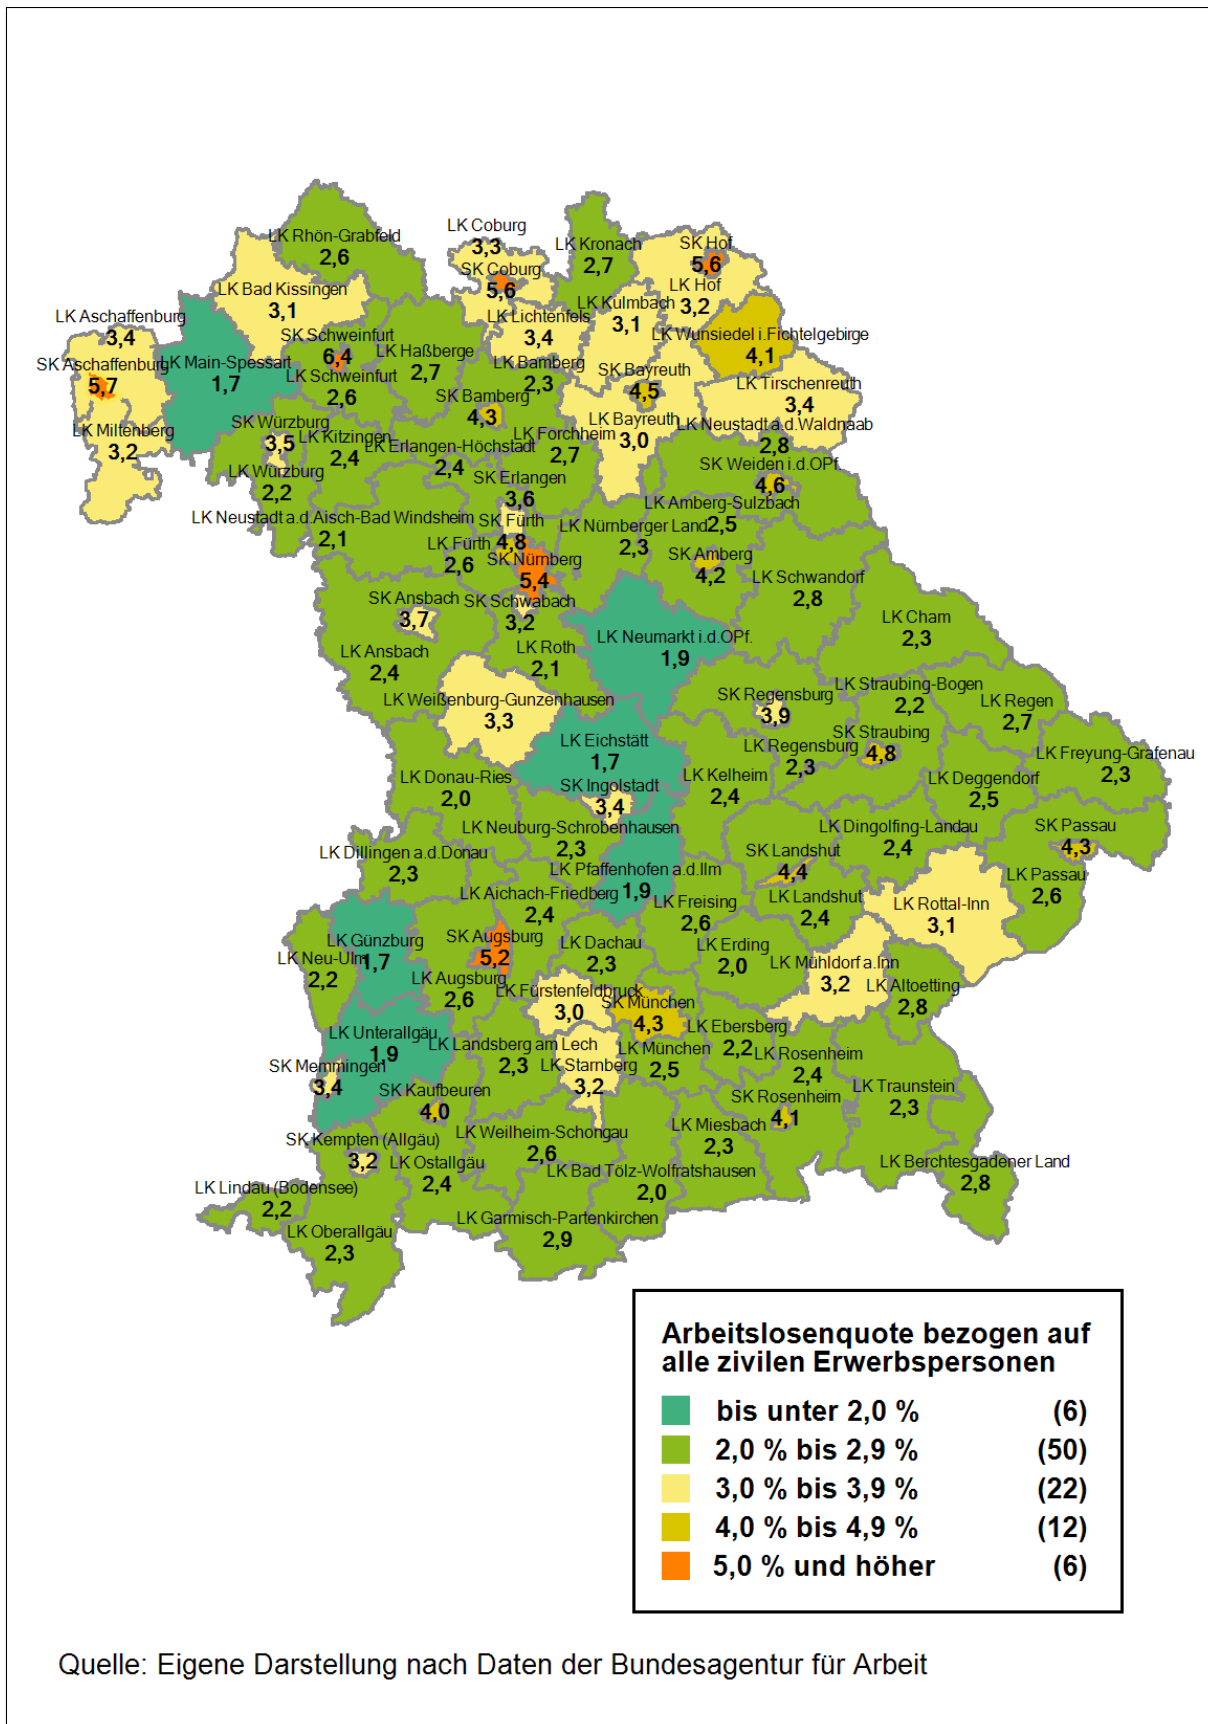 LK Coburg
3,3
LK Rhön-Grabfeld
2,6
LK Kronach
2,7
SK Hof
5,6
SK Coburg
5,6
LK Bad Kissingen
3,1
LK Hof
3,2
LK Kulmbach
3,1
LK Aschaffenburg
3,4
LK Lichtenfels
3,4
SK Schweinfurt
6,4
LK Wunsiedel i.Fichtelgebirge
4,1
LK Haßberge
2,7
SK Aschaffenburg
5,7
LK Main-Spessart
1,7
LK Bamberg
2,3
SK Bayreuth
4,5
LK Schweinfurt
2,6
LK Tirschenreuth
3,4
SK Bamberg
4,3
LK Bayreuth
3,0
SK Würzburg
3,5
LK Miltenberg
3,2
LK Kitzingen
2,4
LK Forchheim
2,7
LK Neustadt a.d.Waldnaab
2,8
LK Erlangen-Höchstadt
2,4
SK Weiden i.d.OPf.
4,6
LK Würzburg
2,2
SK Erlangen
3,6
LK Amberg-Sulzbach
2,5
LK Neustadt a.d.Aisch-Bad Windsheim
2,1
SK Fürth
4,8
LK Nürnberger Land
2,3
LK Fürth
2,6
SK Amberg
4,2
SK Nürnberg
5,4
LK Schwandorf
2,8
SK Ansbach
3,7
SK Schwabach
3,2
LK Cham
2,3
LK Neumarkt i.d.OPf.
1,9
LK Ansbach
2,4
LK Roth
2,1
LK Straubing-Bogen
2,2
SK Regensburg
3,9
LK Weißenburg-Gunzenhausen
3,3
LK Regen
2,7
SK Straubing
4,8
LK Eichstätt
1,7
LK Regensburg
2,3
LK Freyung-Grafenau
2,3
LK Donau-Ries
2,0
LK Kelheim
2,4
LK Deggendorf
2,5
SK Ingolstadt
3,4
LK Neuburg-Schrobenhausen
2,3
LK Dingolfing-Landau
2,4
SK Passau
4,3
LK Dillingen a.d.Donau
2,3
SK Landshut
4,4
LK Pfaffenhofen a.d.Ilm
1,9
LK Passau
2,6
LK Aichach-Friedberg
2,4
LK Freising
2,6
LK Landshut
2,4
LK Rottal-Inn
3,1
LK Günzburg
1,7
SK Augsburg
5,2
LK Dachau
2,3
LK Erding
2,0
LK Neu-Ulm
2,2
LK Mühldorf a.Inn
3,2
LK Augsburg
2,6
LK Fürstenfeldbruck
3,0
LK Altoetting
2,8
SK München
4,3
LK Ebersberg
2,2
LK Unterallgäu
1,9
LK Landsberg am Lech
2,3
LK München
2,5
LK Rosenheim
2,4
SK Memmingen
3,4
LK Starnberg
3,2
LK Traunstein
2,3
SK Kaufbeuren
4,0
SK Rosenheim
4,1
LK Weilheim-Schongau
2,6
LK Miesbach
2,3
SK Kempten (Allgäu)
3,2
LK Ostallgäu
2,4
LK Bad Tölz-Wolfratshausen
2,0
LK Berchtesgadener Land
2,8
LK Lindau (Bodensee)
2,2
LK Garmisch-Partenkirchen
2,9
LK Oberallgäu
2,3
Arbeitslosenquote bezogen auf
alle zivilen Erwerbspersonen
bis unter 2,0 % (6)
2,0 % bis 2,9 % (50)
3,0 % bis 3,9 % (22)
4,0 % bis 4,9 % (12)
5,0 % und höher (6)
Quelle: Eigene Darstellung nach Daten der Bundesagentur für Arbeit